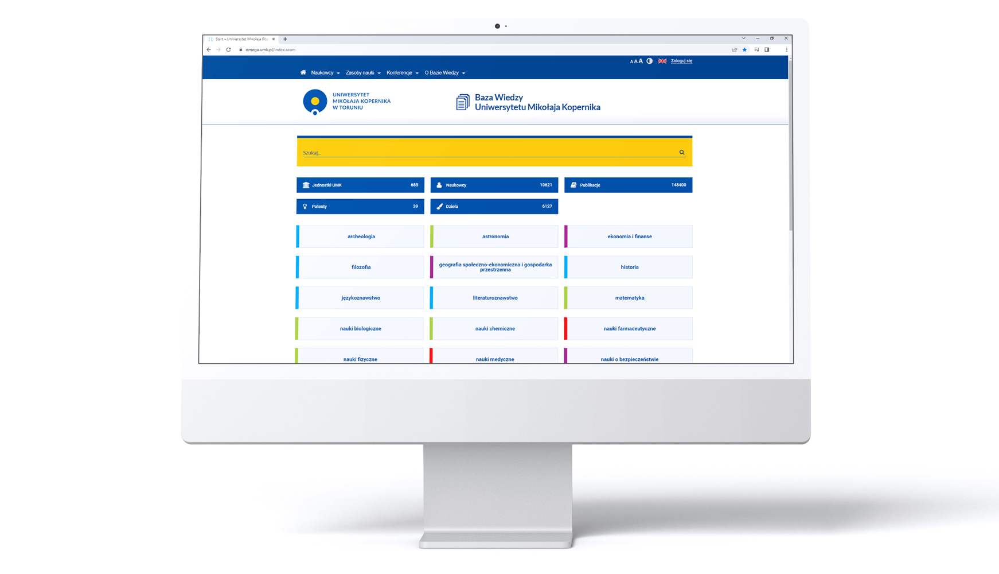 Start – Uniwersytet Mikołaja Kop
omega.umk.pl/index.seam
A A A Zaloguj się
Naukowcy Zasoby nauki Konferencje O Bazie Wiedzy
UNIWERSYTET
MIKOŁAJA KOPERNIKA
W TORUNIU
Baza Wiedzy
Uniwersytetu Mikołaja Kopernika
Szukaj...
Jednostki UMK 685
Naukowcy 10621
Publikacje 148400
Patenty 39
Dzieła 6127
archeologia
astronomia
ekonomia i finanse
filozofia
geografia społeczno-ekonomiczna i gospodarka
przestrzenna
historia
językoznawstwo
literaturoznawstwo
matematyka
nauki biologiczne
nauki chemiczne
nauki farmaceutyczne
nauki fizyczne
nauki medyczne
nauki o bezpieczeństwie